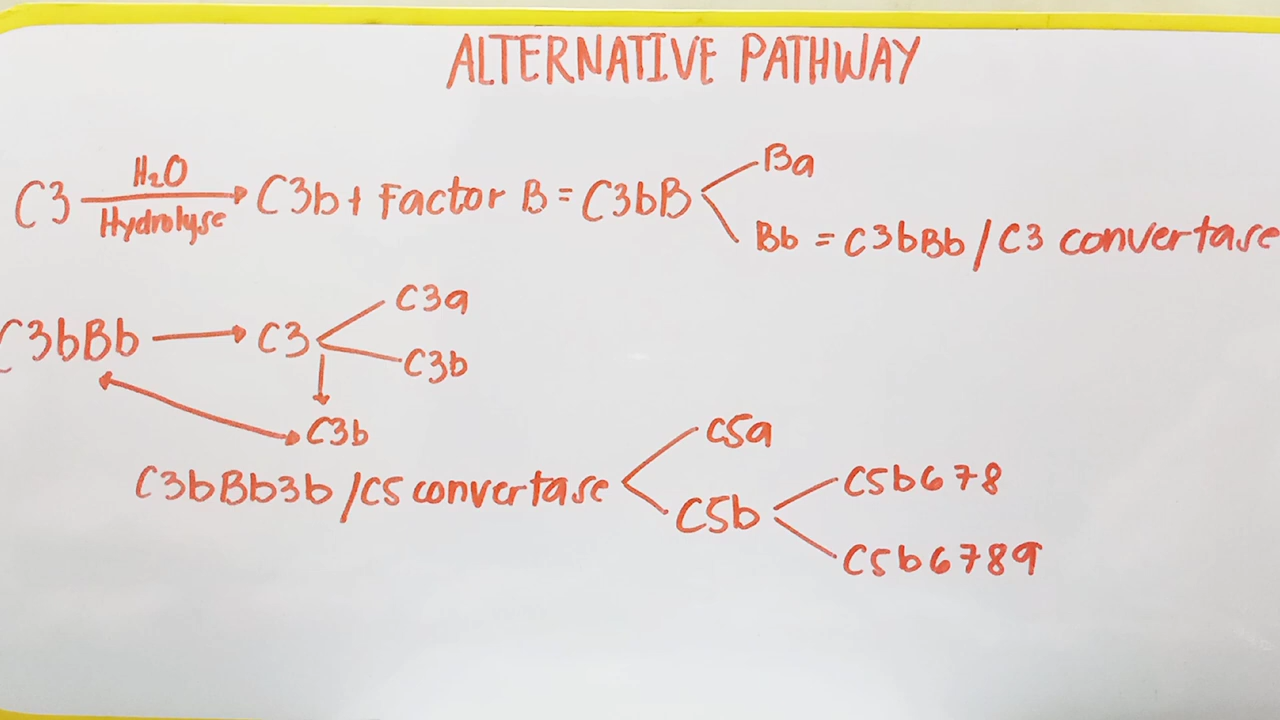 ALTERNATIVE PATHWAY
H₂O
C3 → C3b + Factor B = C3bB
Hydrolyse
Ba
Bb = C3bBb / C3 convertase
C3a
C3bBb → C3
C3b
C3b
C5a
C3bBb3b / C5 convertase
C5b
C5b678
C5b6789